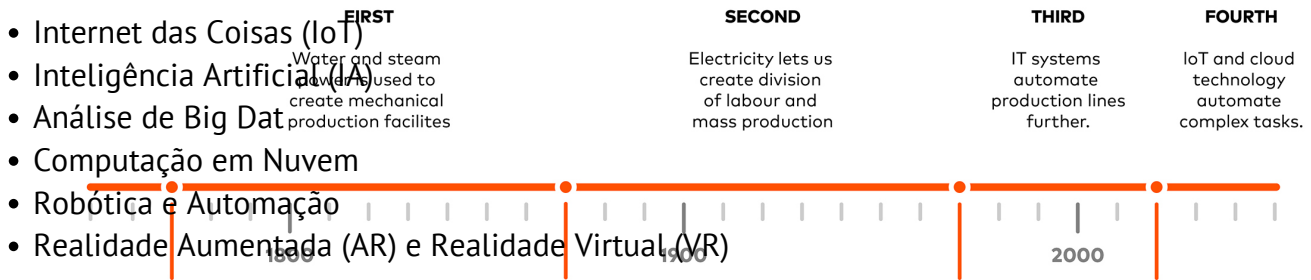 • Internet das Coisas (IoT)
• Inteligência Artificial (IA)
• Análise de Big Dat
• Computação em Nuvem
• Robótica e Automação
• Realidade Aumentada (AR) e Realidade Virtual (VR)
FIRST
Water and steam
power is used to
create mechanical
production facilites
SECOND
Electricity lets us
create division
of labour and
mass production
THIRD
IT systems
automate
production lines
further.
FOURTH
IoT and cloud
technology
automate
complex tasks.
1800
1900
2000